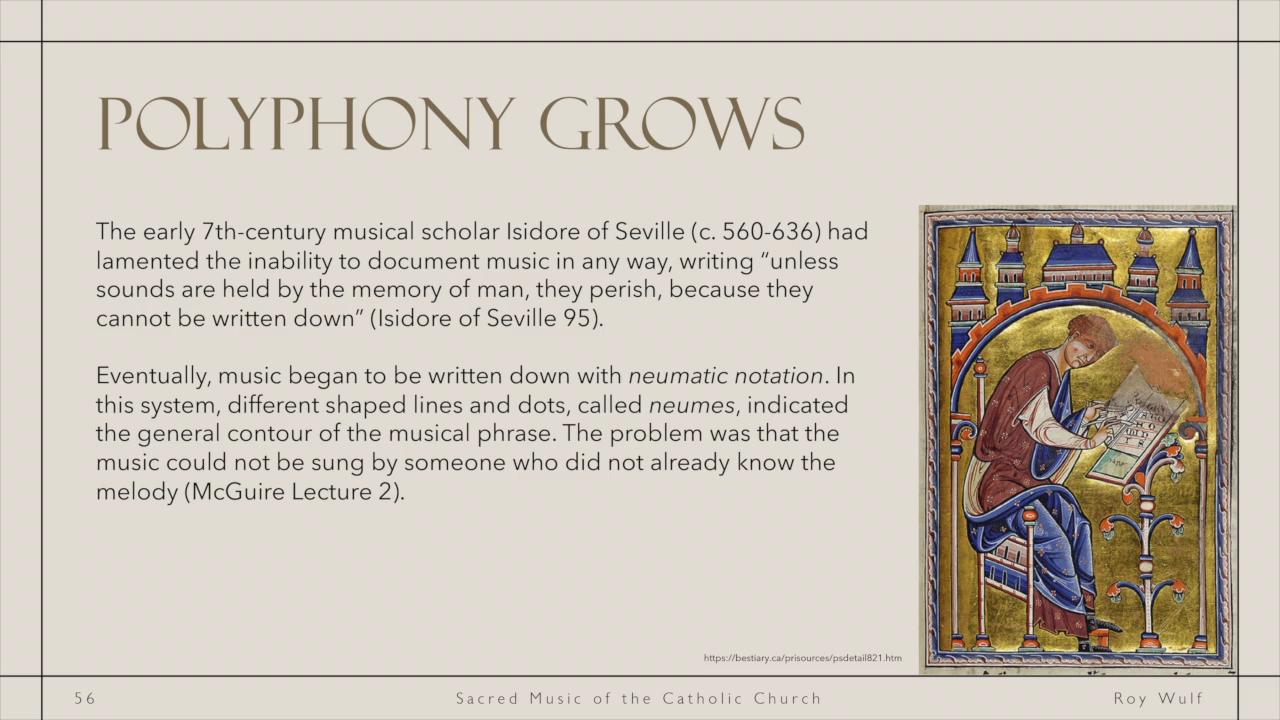 POLYPHONY GROWS
The early 7th-century musical scholar Isidore of Seville (c. 560-636) had
lamented the inability to document music in any way, writing “unless
sounds are held by the memory of man, they perish, because they
cannot be written down” (Isidore of Seville 95).
Eventually, music began to be written down with neumatic notation. In
this system, different shaped lines and dots, called neumes, indicated
the general contour of the musical phrase. The problem was that the
music could not be sung by someone who did not already know the
melody (McGuire Lecture 2).
https://bestiary.ca/prisources/psdetail821.htm
56
Sacred Music of the Catholic Church
Roy Wulf